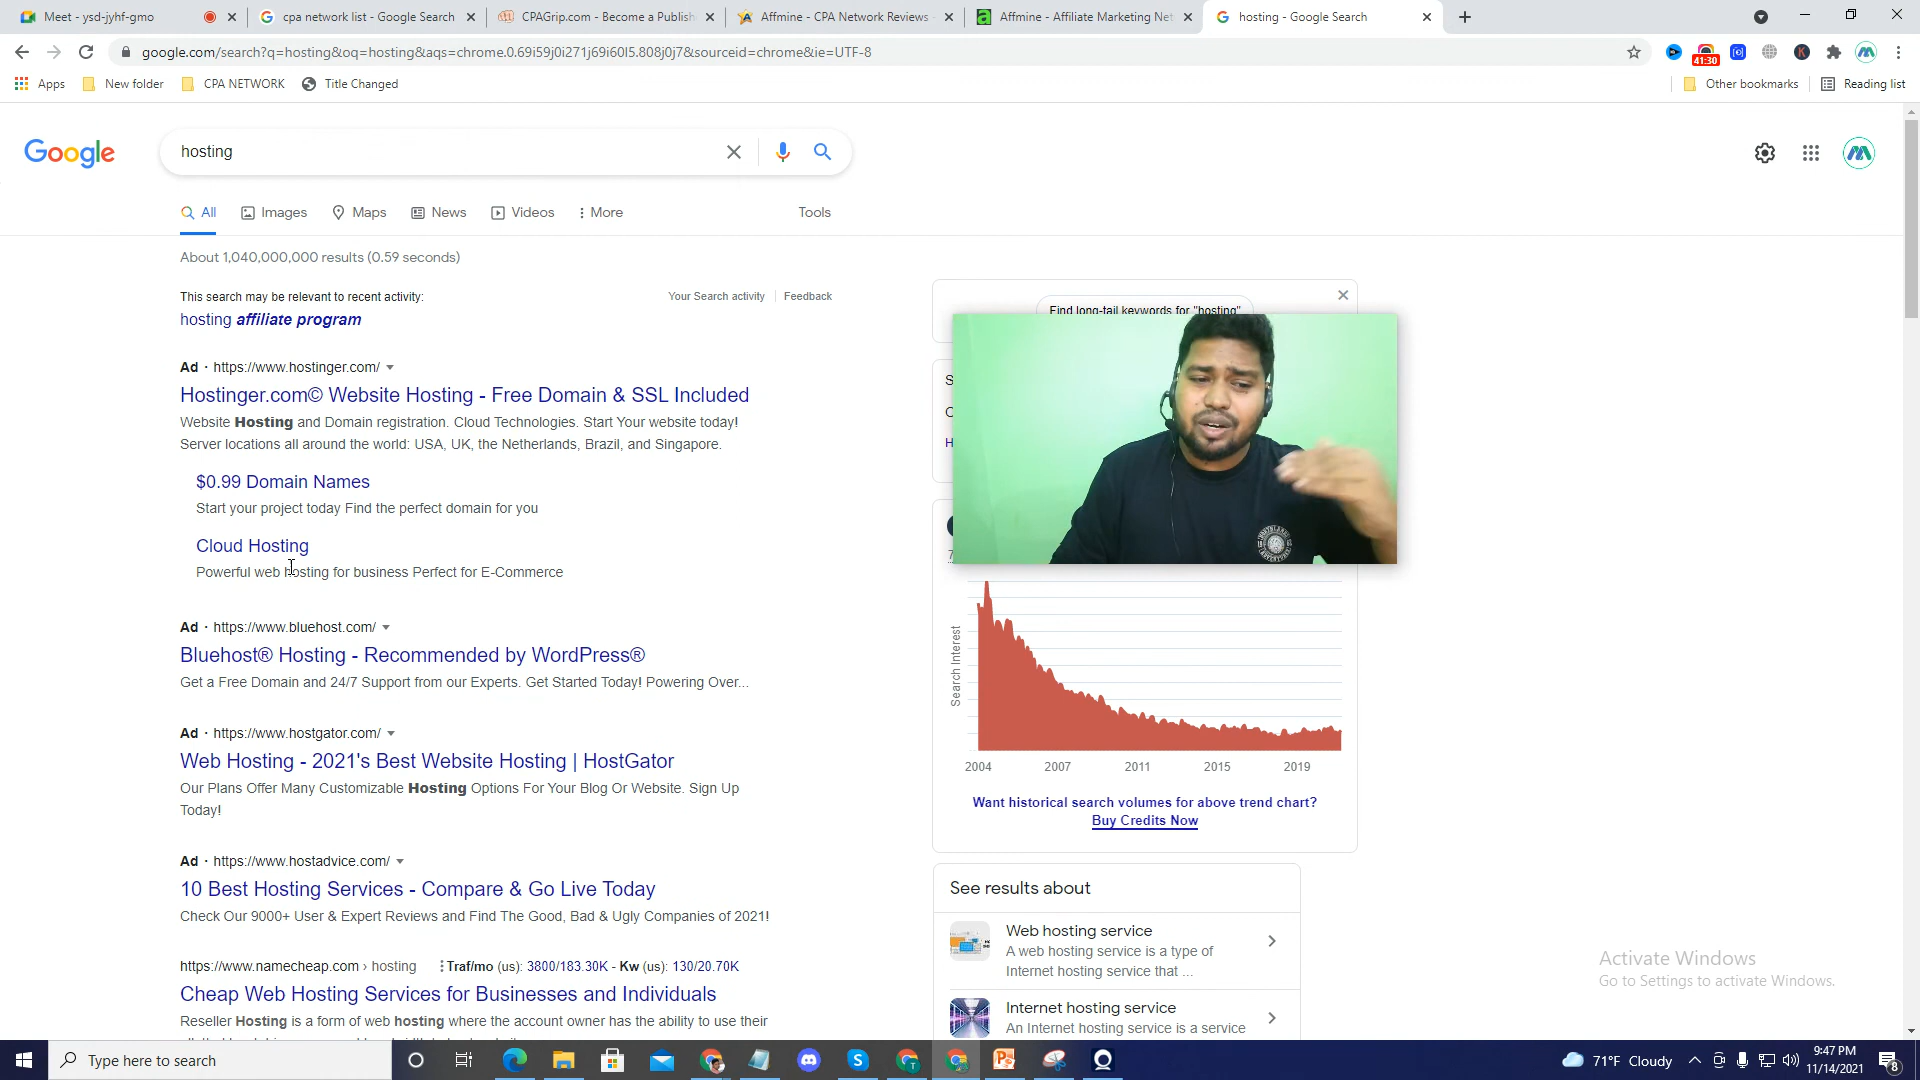 Meet - ysd-jyhf-gmo
cpa network list - Google Search
CPAGrip.com - Become a Publish
Affmine - CPA Network Reviews -
Affmine - Affiliate Marketing Net
hosting - Google Search
google.com/search?q=hosting&oq=hosting&aqs=chrome.0.69i59j0i271j69i60l5.808j0j7&sourceid=chrome&ie=UTF-8
41:30
Apps
New folder
CPA NETWORK
Title Changed
Other bookmarks
Reading list
Google
hosting
All
Images
Maps
News
Videos
More
Tools
About 1,040,000,000 results (0.59 seconds)
This search may be relevant to recent activity:
Your Search activity
Feedback
hosting affiliate program
Ad · https://www.hostinger.com/
Hostinger.com© Website Hosting - Free Domain & SSL Included
Website Hosting and Domain registration. Cloud Technologies. Start Your website today!
Server locations all around the world: USA, UK, the Netherlands, Brazil, and Singapore.
$0.99 Domain Names
Start your project today Find the perfect domain for you
Cloud Hosting
Powerful web hosting for business Perfect for E-Commerce
Ad · https://www.bluehost.com/
Bluehost® Hosting - Recommended by WordPress®
Get a Free Domain and 24/7 Support from our Experts. Get Started Today! Powering Over...
Ad · https://www.hostgator.com/
Web Hosting - 2021's Best Website Hosting | HostGator
Our Plans Offer Many Customizable Hosting Options For Your Blog Or Website. Sign Up
Today!
Ad · https://www.hostadvice.com/
10 Best Hosting Services - Compare & Go Live Today
Check Our 9000+ User & Expert Reviews and Find The Good, Bad & Ugly Companies of 2021!
https://www.namecheap.com › hosting
Traf/mo (us): 3800/183.30K - Kw (us): 130/20.70K
Cheap Web Hosting Services for Businesses and Individuals
Reseller Hosting is a form of web hosting where the account owner has the ability to use their
Find long-tail keywords for "hosting"
Search Interest
2004
2007
2011
2015
2019
Want historical search volumes for above trend chart?
Buy Credits Now
See results about
Web hosting service
A web hosting service is a type of
Internet hosting service that ...
Internet hosting service
An Internet hosting service is a service
Activate Windows
Go to Settings to activate Windows.
Type here to search
71°F Cloudy
9:47 PM
11/14/2021
8